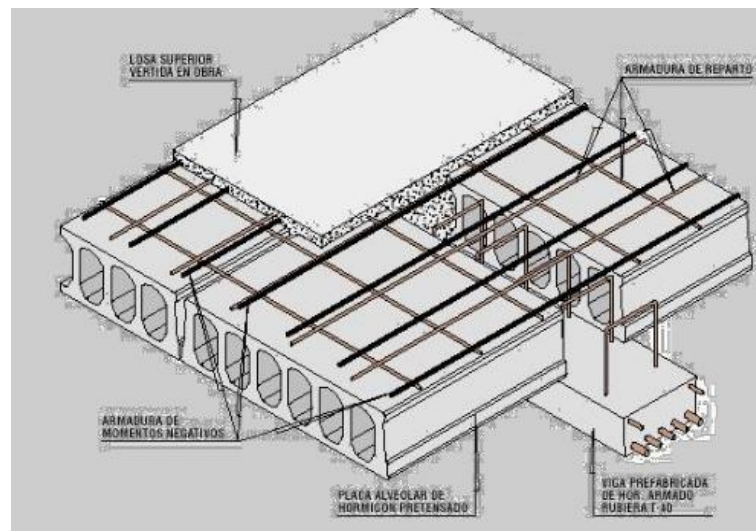 LOSA SUPERIOR
VERTIDA EN OBRA
ARMADURA DE REPARTO
ARMADURA DE
MOMENTOS NEGATIVOS
PLACA ALVEOLAR DE
HORMIGON PRETENSADO
VIGA PREFABRICADA
DE HOR. ARMADO
RUBIERA T-40